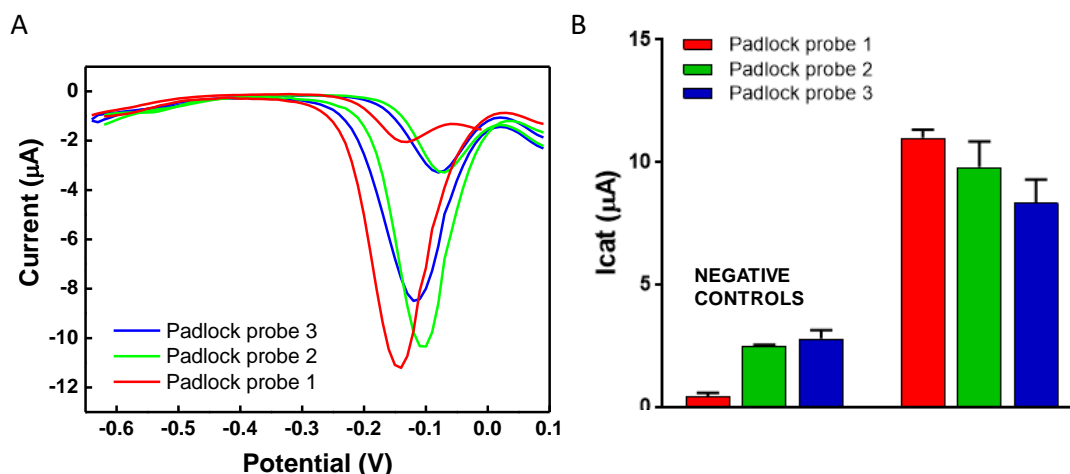 A
0
-2
-4
-6
-8
-10
-12
Current (µA)
Padlock probe 3
Padlock probe 2
Padlock probe 1
-0.6 -0.5 -0.4 -0.3 -0.2 -0.1 0.0 0.1
Potential (V)
B
15
10
5
0
Icat (µA)
Padlock probe 1
Padlock probe 2
Padlock probe 3
NEGATIVE
CONTROLS